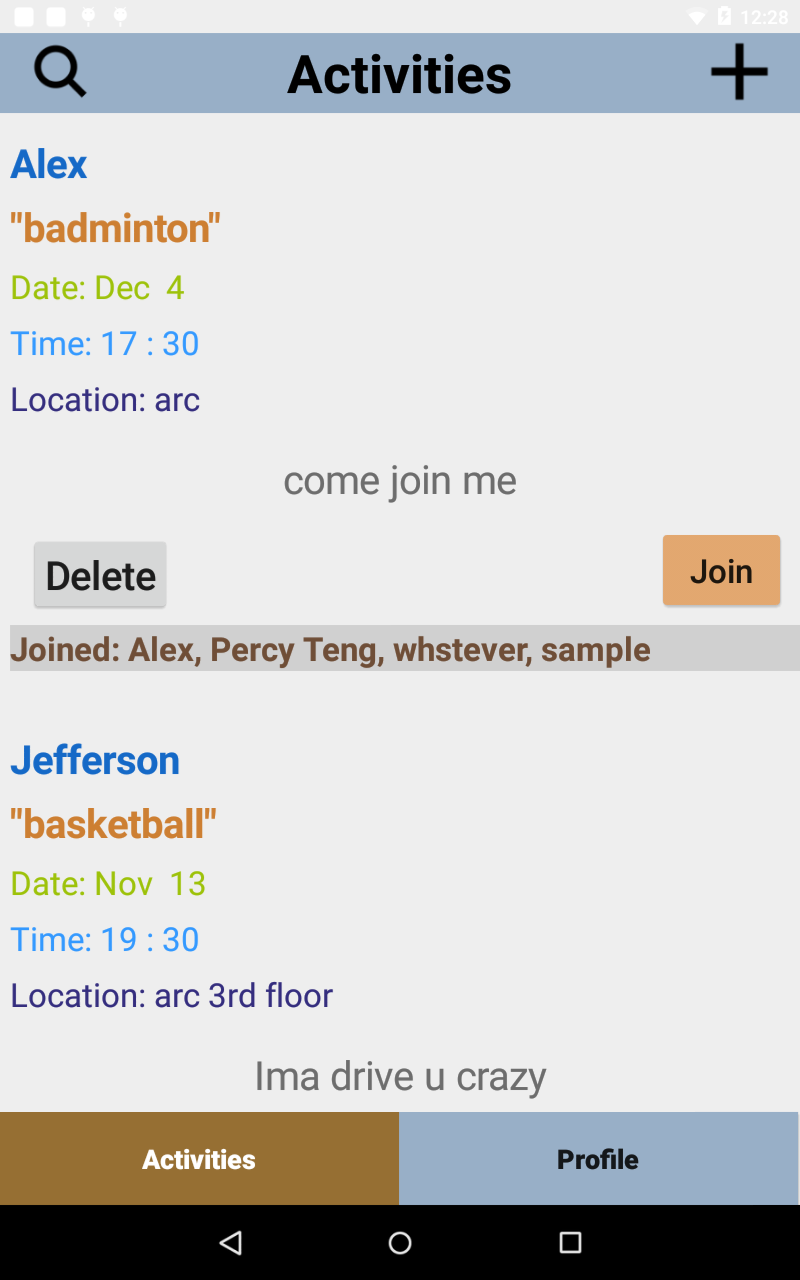 12:28
Activities
Alex
"badminton"
Date: Dec  4
Time: 17 : 30
Location: arc
come join me
Delete
Join
Joined: Alex, Percy Teng, whstever, sample
Jefferson
"basketball"
Date: Nov  13
Time: 19 : 30
Location: arc 3rd floor
Ima drive u crazy
Activities
Profile